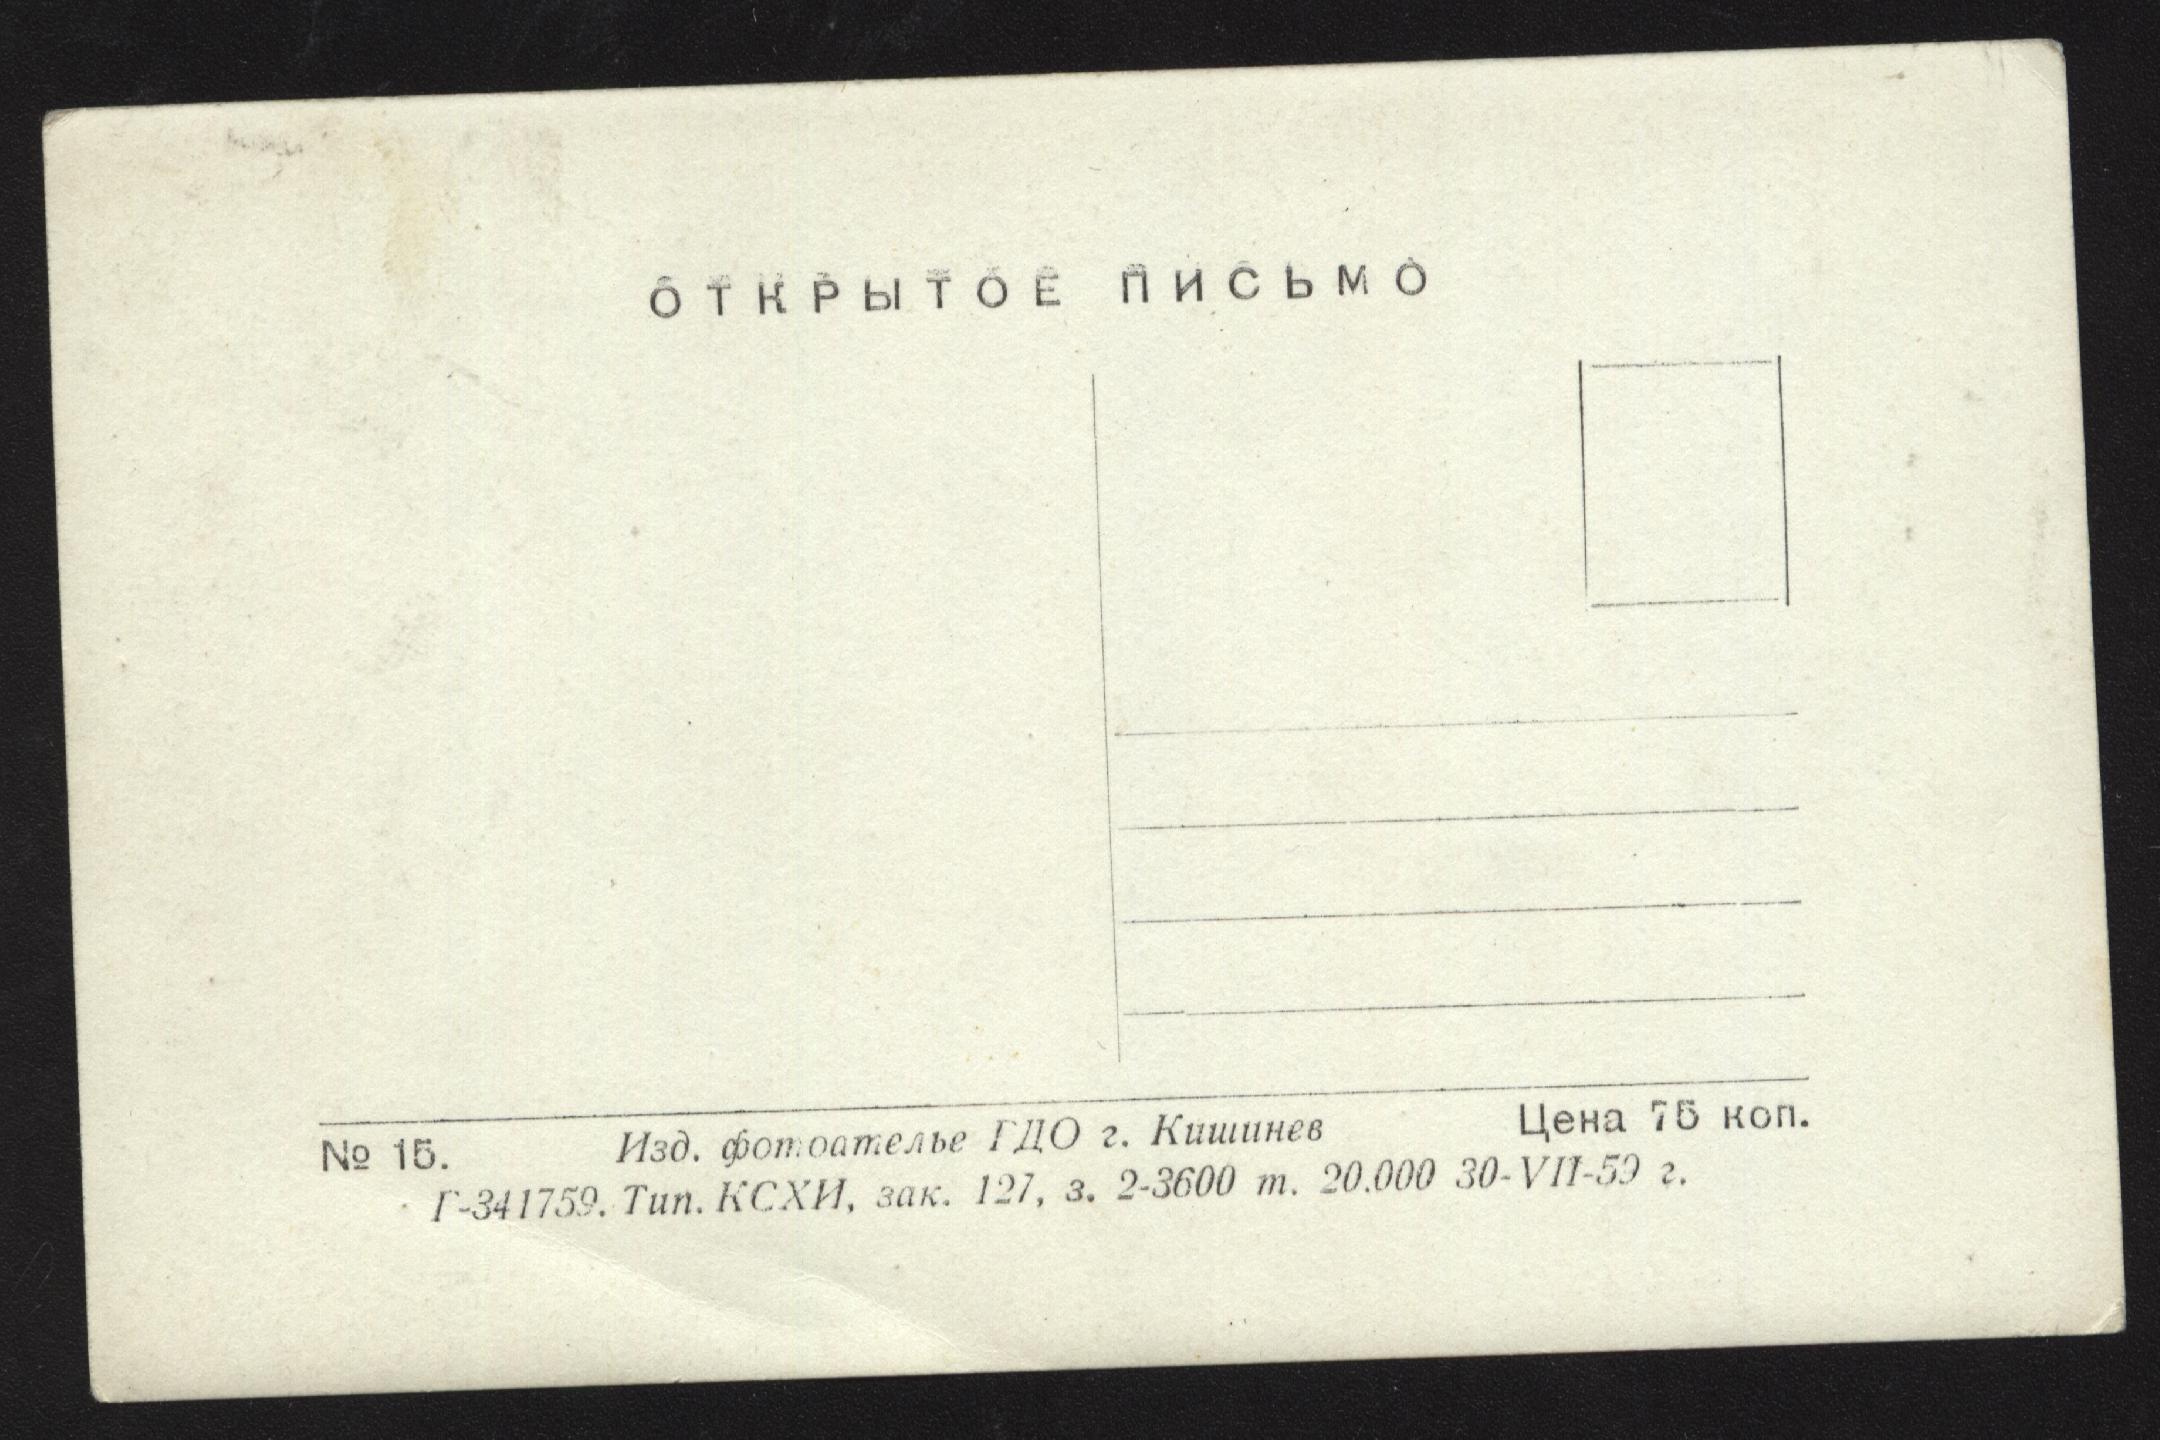 ОТКРЫТОЕ ПИСЬМО
№ 15. Изд. фотоателье ГДО г. Кишинев Цена 75 коп.
Г-341759. Тип. КСХИ, зак. 127, з. 2-3600 т. 20.000 30-VII-59 г.